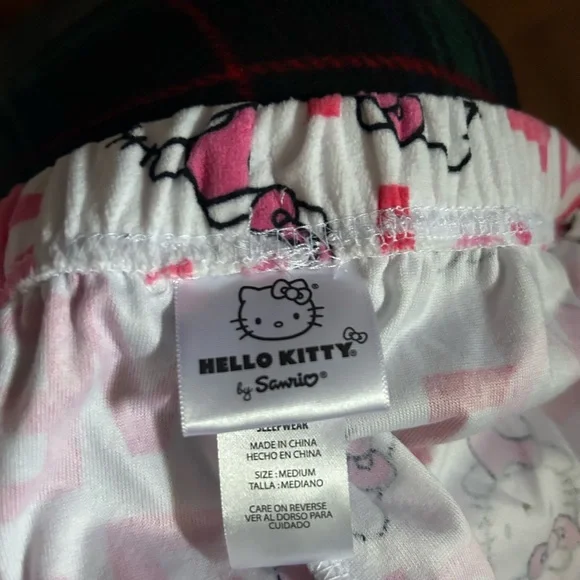 HELLO KITTY®
by Sanrio®
SLEEPWEAR
MADE IN CHINA
HECHO EN CHINA
SIZE : MEDIUM
TALLA : MEDIANO
CARE ON REVERSE
VER AL DORSO PARA
CUIDADO